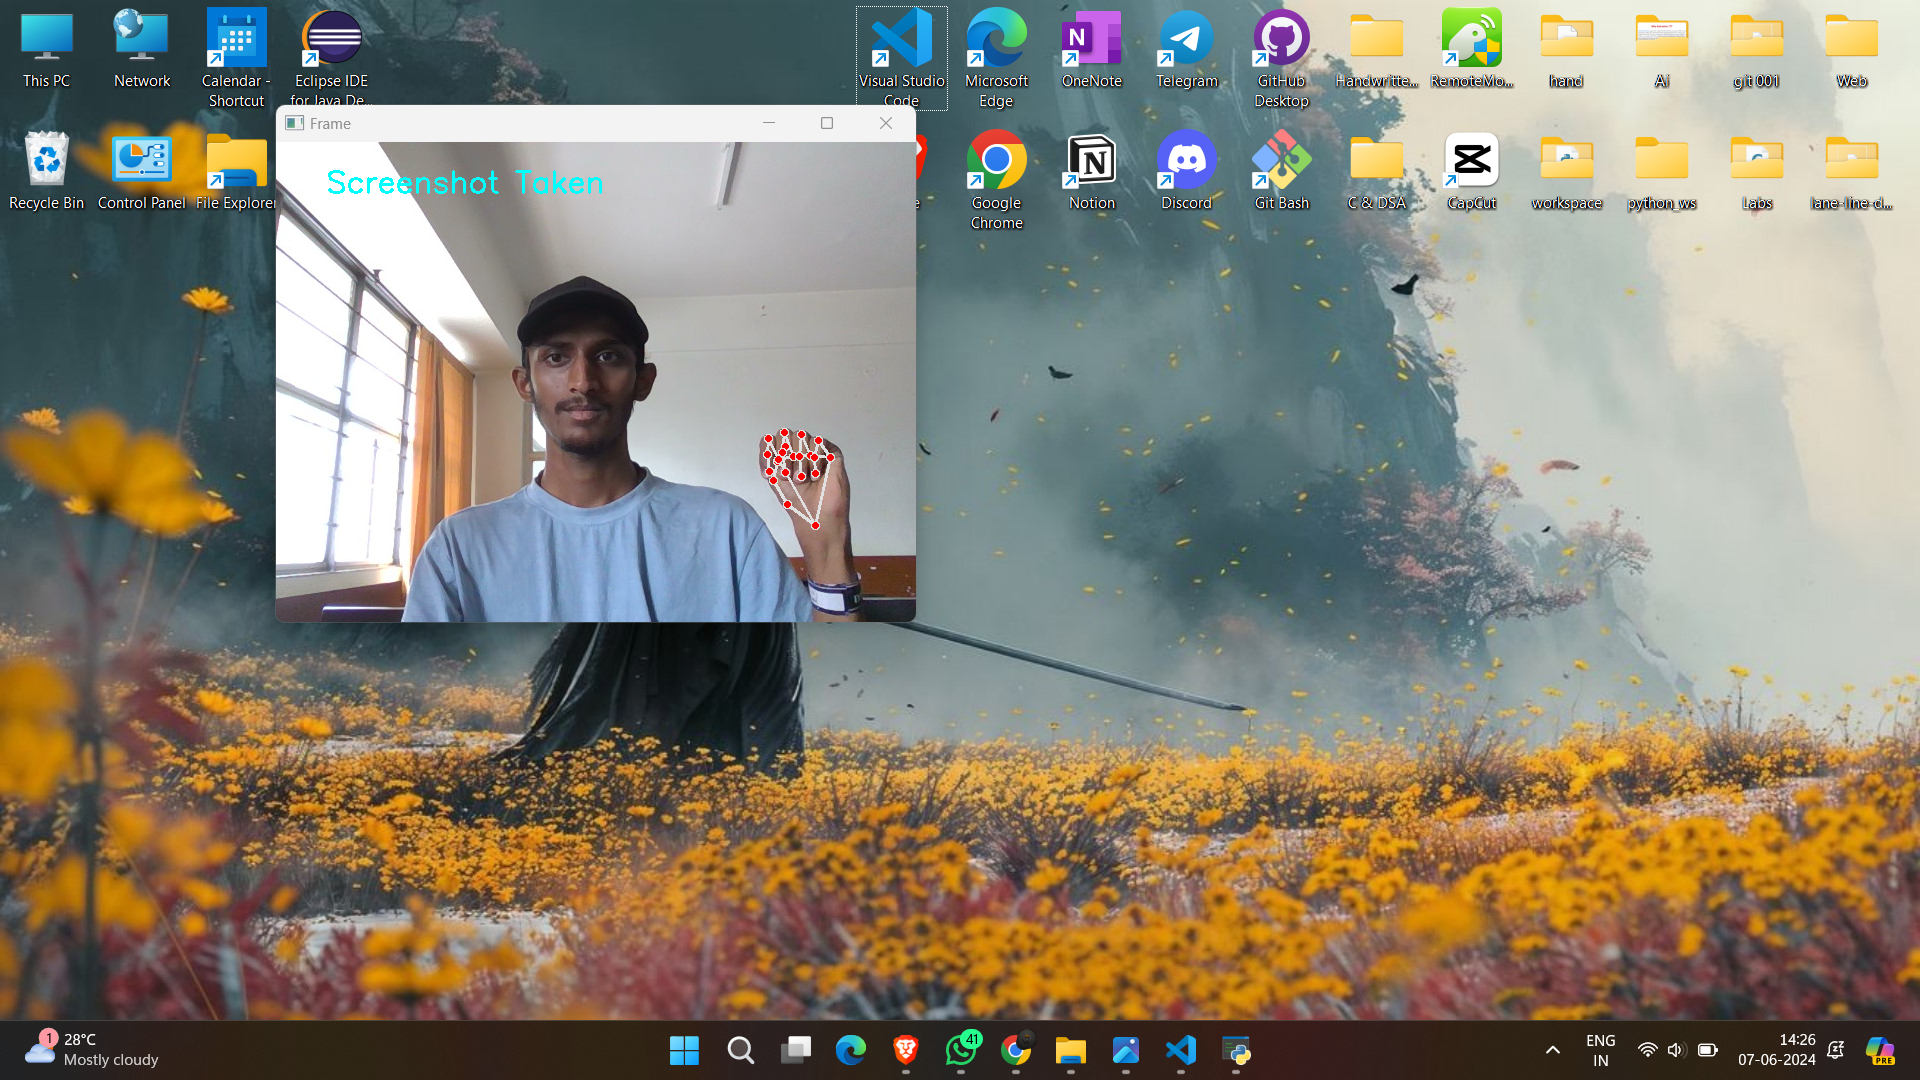 This PC
Network
Calendar -
Shortcut
Eclipse IDE
for Java De...
Visual Studio
Code
Microsoft
Edge
OneNote
Telegram
GitHub
Desktop
Handwritte...
RemoteMo...
hand
Ai
git 001
Web
Frame
Screenshot Taken
Recycle Bin
Control Panel
File Explorer
Google
Chrome
Notion
Discord
Git Bash
C & DSA
CapCut
workspace
python_ws
Labs
lane-line-d...
1
28°C
Mostly cloudy
41
ENG
IN
14:26
07-06-2024
PRE